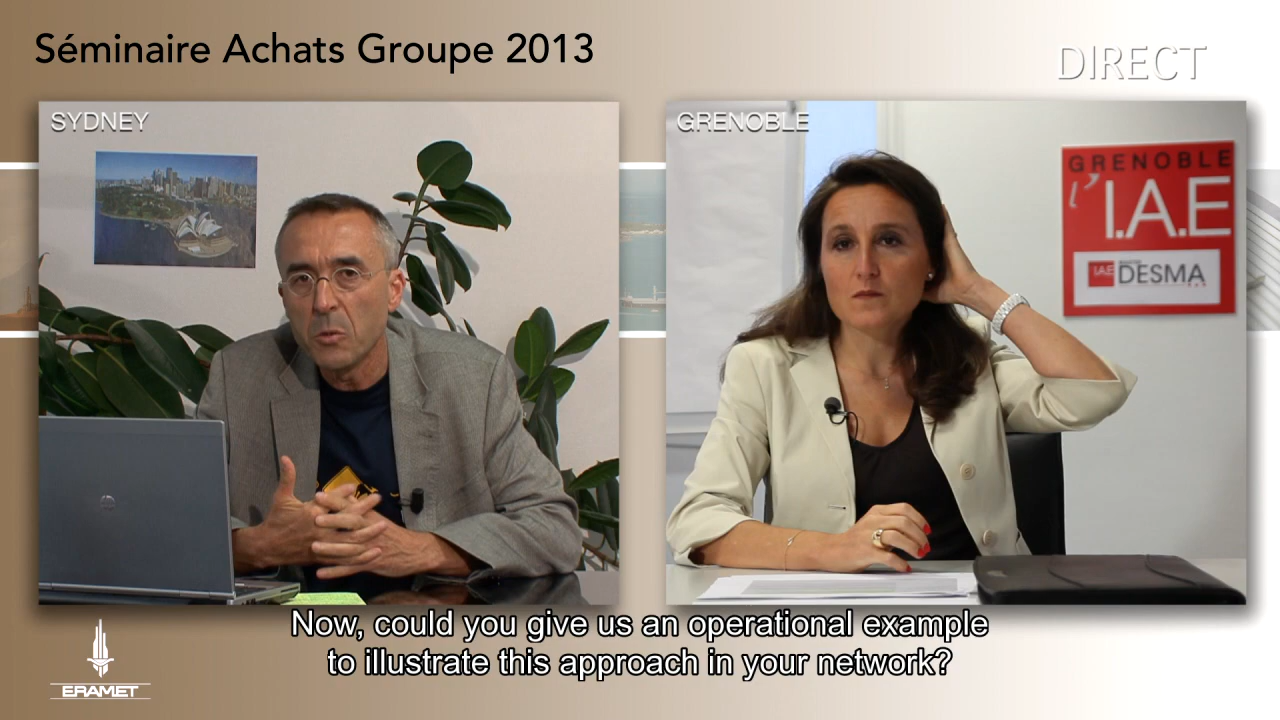 Séminaire Achats Groupe 2013
DIRECT
SYDNEY
GRENOBLE
GRENOBLE
l'I.A.E
IAE
DESMA
Now, could you give us an operational example
to illustrate this approach in your network?
ERAMET